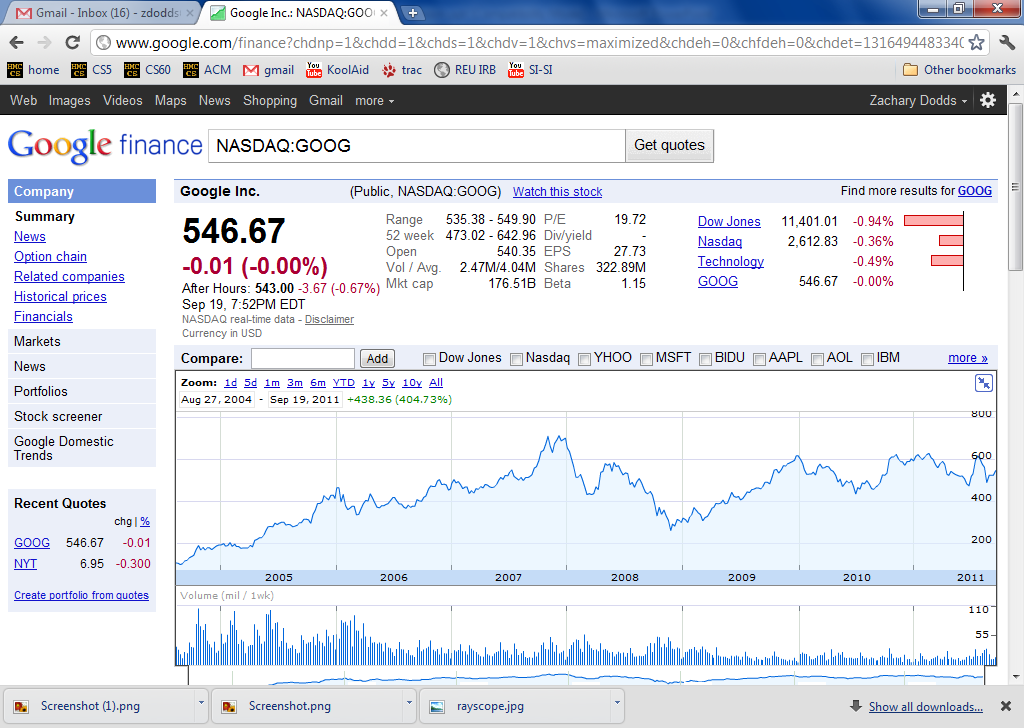 Gmail - Inbox (16) - zdodds
Google Inc.: NASDAQ:GOO
www.google.com/finance?chdnp=1&chdd=1&chds=1&chdv=1&chvs=maximized&chdeh=0&chfdeh=0&chdet=1316494483340
home CS5 CS60 ACM gmail KoolAid trac REU IRB SI-SI Other bookmarks
Web Images Videos Maps News Shopping Gmail more Zachary Dodds
Google finance NASDAQ:GOOG Get quotes
Company
Summary
News
Option chain
Related companies
Historical prices
Financials
Markets
News
Portfolios
Stock screener
Google Domestic
Trends
Recent Quotes
chg | %
GOOG 546.67 -0.01
NYT 6.95 -0.300
Create portfolio from quotes
Google Inc. (Public, NASDAQ:GOOG) Watch this stock Find more results for GOOG
546.67
-0.01 (-0.00%)
After Hours: 543.00 -3.67 (-0.67%)
Sep 19, 7:52PM EDT
NASDAQ real-time data - Disclaimer
Currency in USD
Range 535.38 - 549.90 P/E 19.72
52 week 473.02 - 642.96 Div/yield -
Open 540.35 EPS 27.73
Vol / Avg. 2.47M/4.04M Shares 322.89M
Mkt cap 176.51B Beta 1.15
Dow Jones 11,401.01 -0.94%
Nasdaq 2,612.83 -0.36%
Technology -0.49%
GOOG 546.67 -0.00%
Compare: Add Dow Jones Nasdaq YHOO MSFT BIDU AAPL AOL IBM more »
Zoom: 1d 5d 1m 3m 6m YTD 1y 5y 10y All
Aug 27, 2004 - Sep 19, 2011 +438.36 (404.73%)
800
600
400
200
2005 2006 2007 2008 2009 2010 2011
Volume (mil / 1wk)
110
55
Screenshot (1).png Screenshot.png rayscope.jpg Show all downloads...